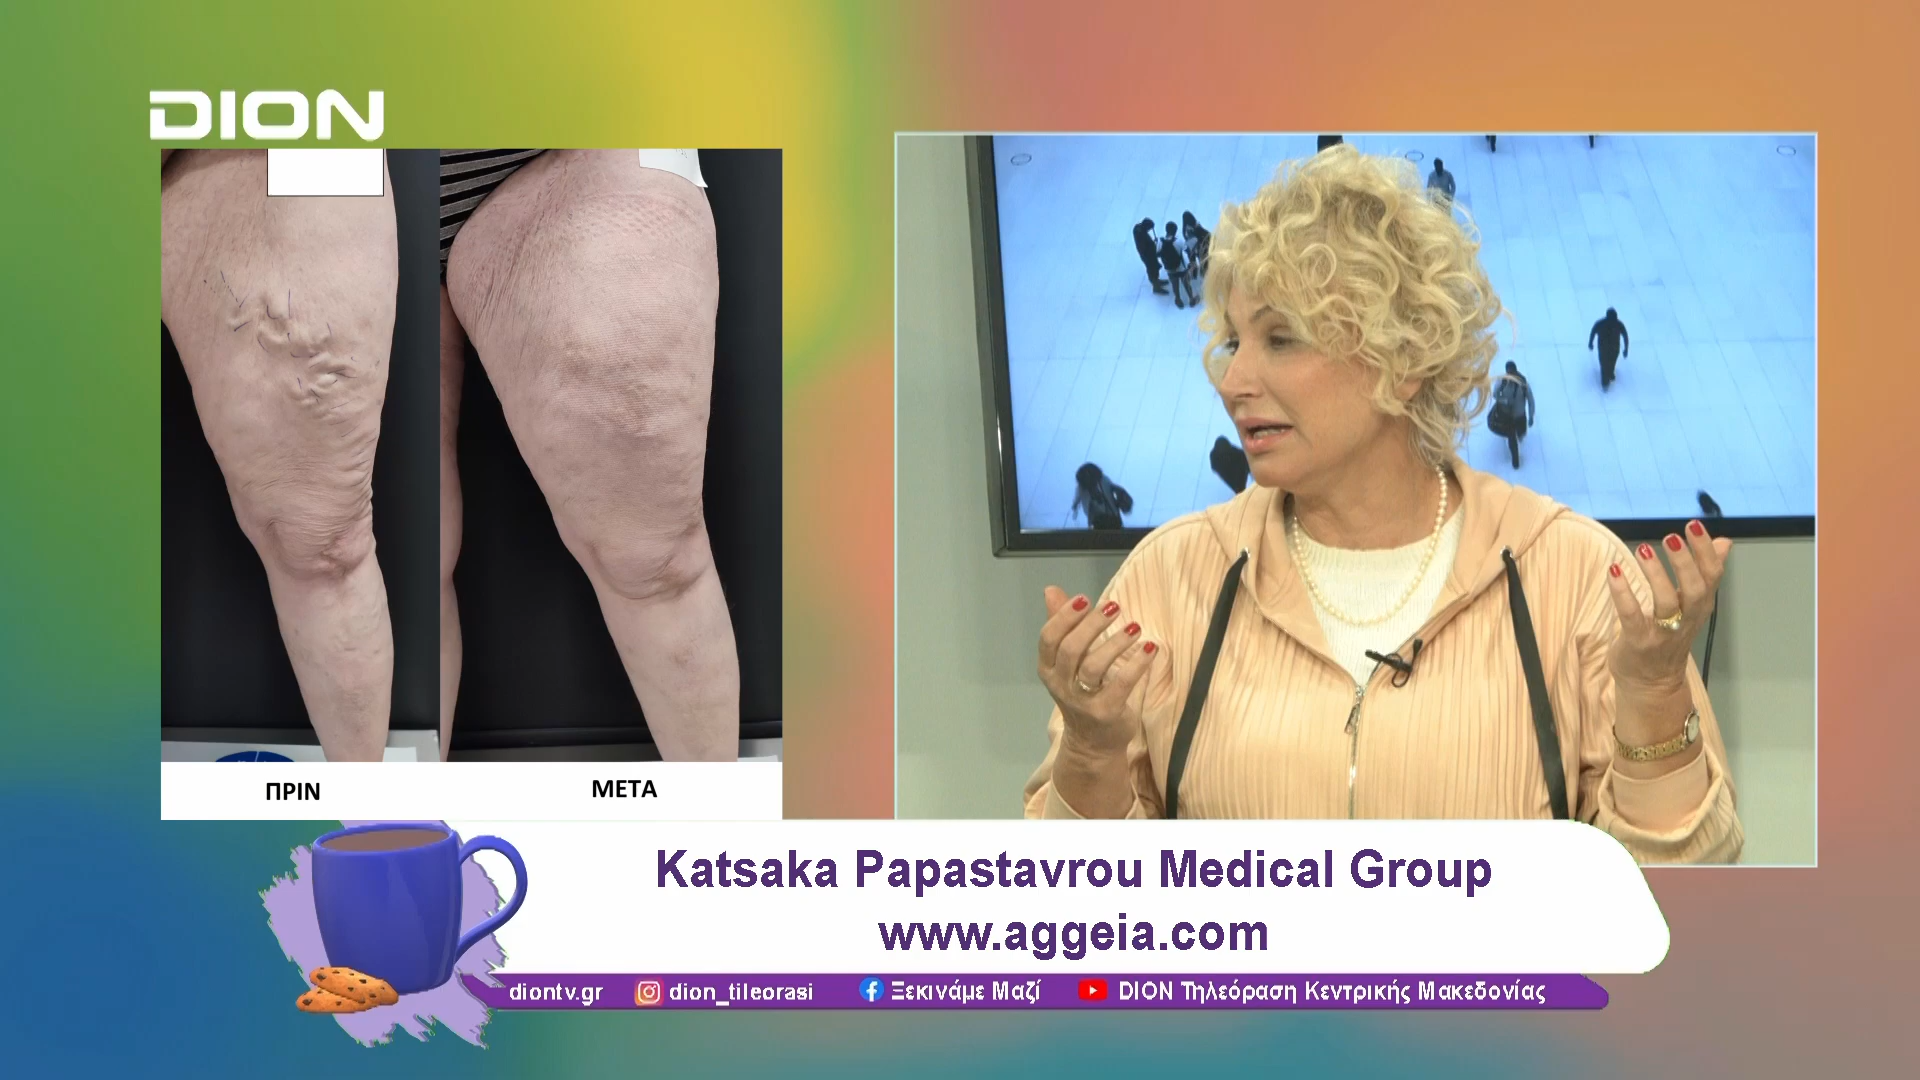 DION
ΠΡΙΝ
ΜΕΤΑ
Katsaka Papastavrou Medical Group
www.aggeia.com
diontv.gr dion_tileorasi Ξεκινάμε Μαζί DION Τηλεόραση Κεντρικής Μακεδονίας